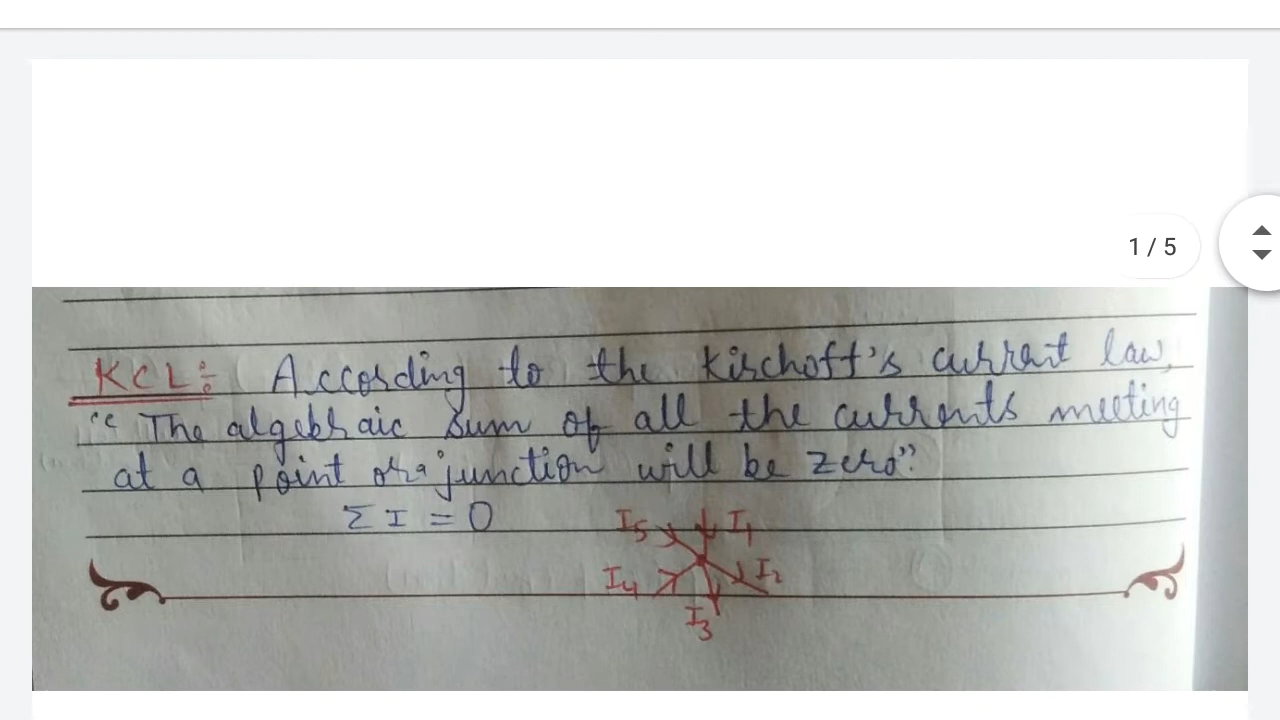 1 / 5
KCL:- According to the Kirchoff's current law,
"The algebraic sum of all the currents meeting
at a point or a junction will be zero".
Σ I = 0
I5 I1
I4 I2
I3